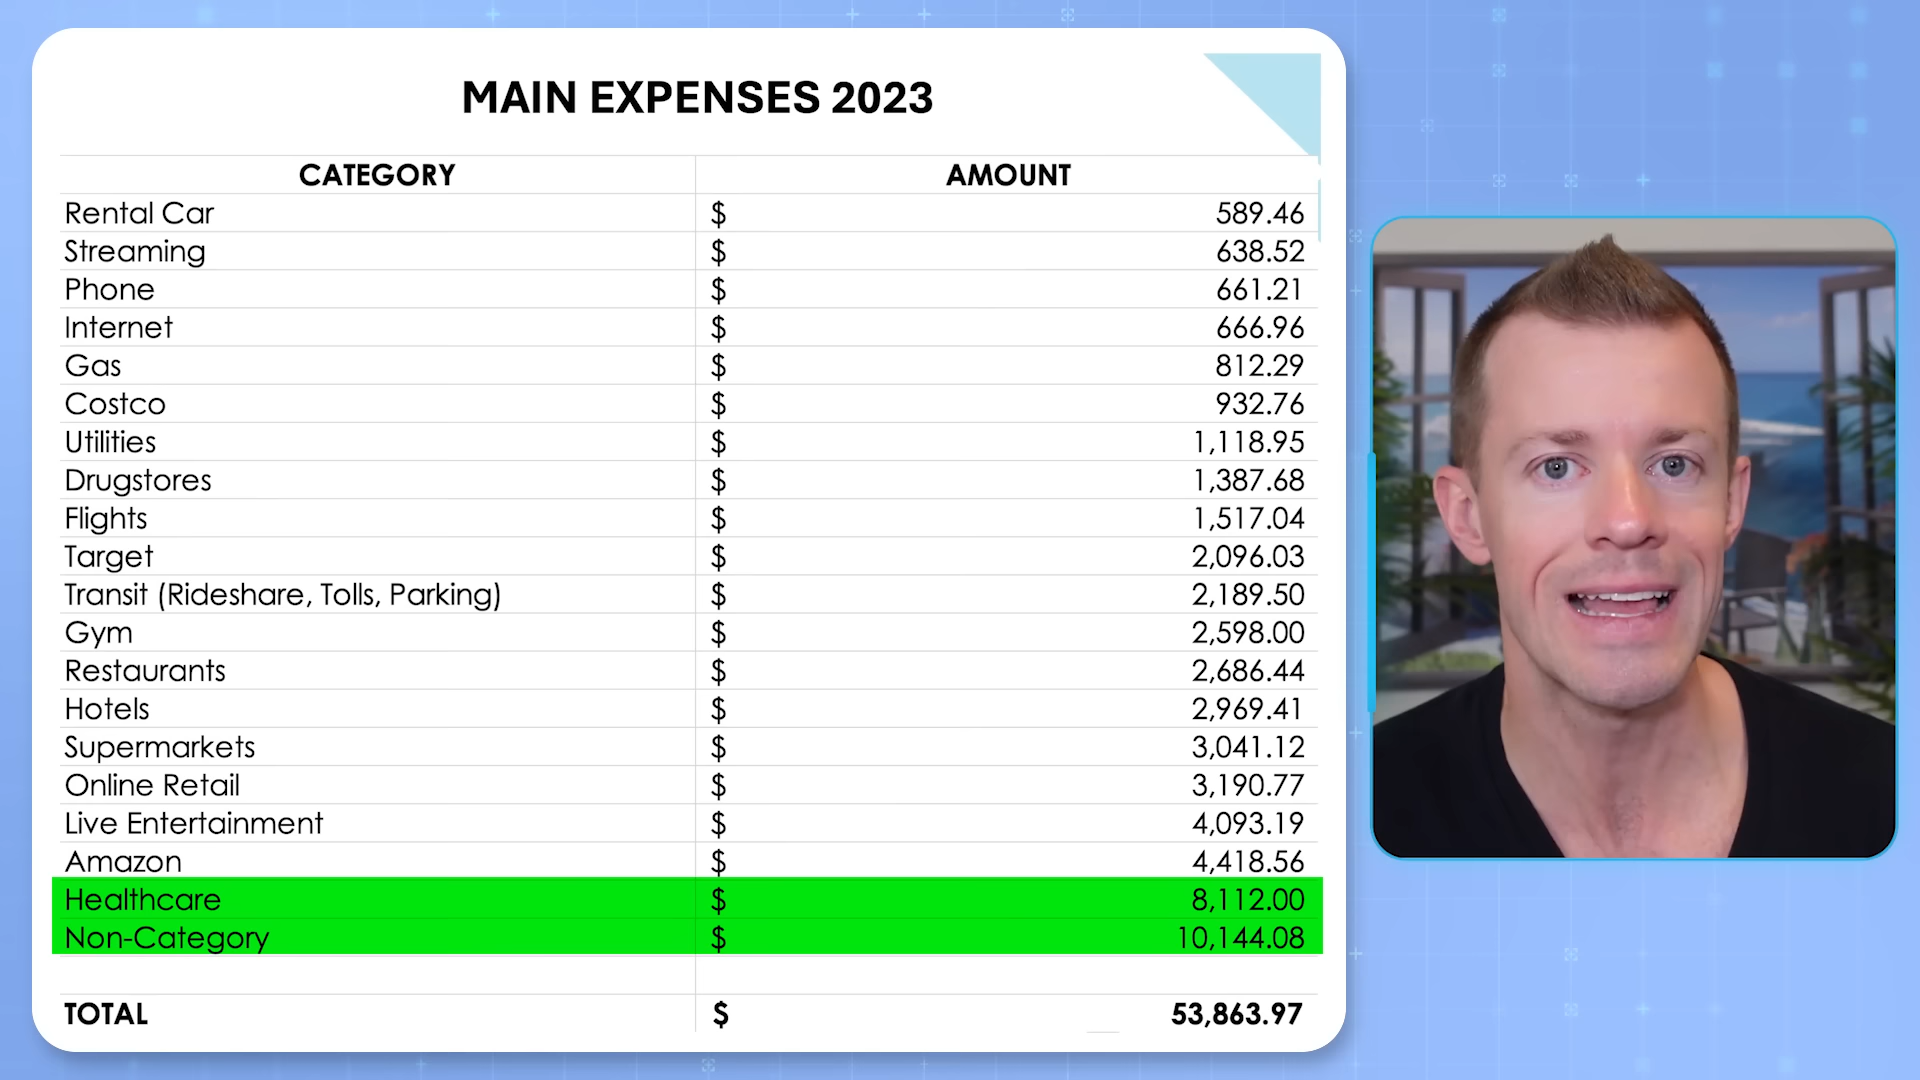 MAIN EXPENSES 2023
CATEGORY AMOUNT
Rental Car $ 589.46
Streaming $ 638.52
Phone $ 661.21
Internet $ 666.96
Gas $ 812.29
Costco $ 932.76
Utilities $ 1,118.95
Drugstores $ 1,387.68
Flights $ 1,517.04
Target $ 2,096.03
Transit (Rideshare, Tolls, Parking) $ 2,189.50
Gym $ 2,598.00
Restaurants $ 2,686.44
Hotels $ 2,969.41
Supermarkets $ 3,041.12
Online Retail $ 3,190.77
Live Entertainment $ 4,093.19
Amazon $ 4,418.56
Healthcare $ 8,112.00
Non-Category $ 10,144.08
TOTAL $ 53,863.97